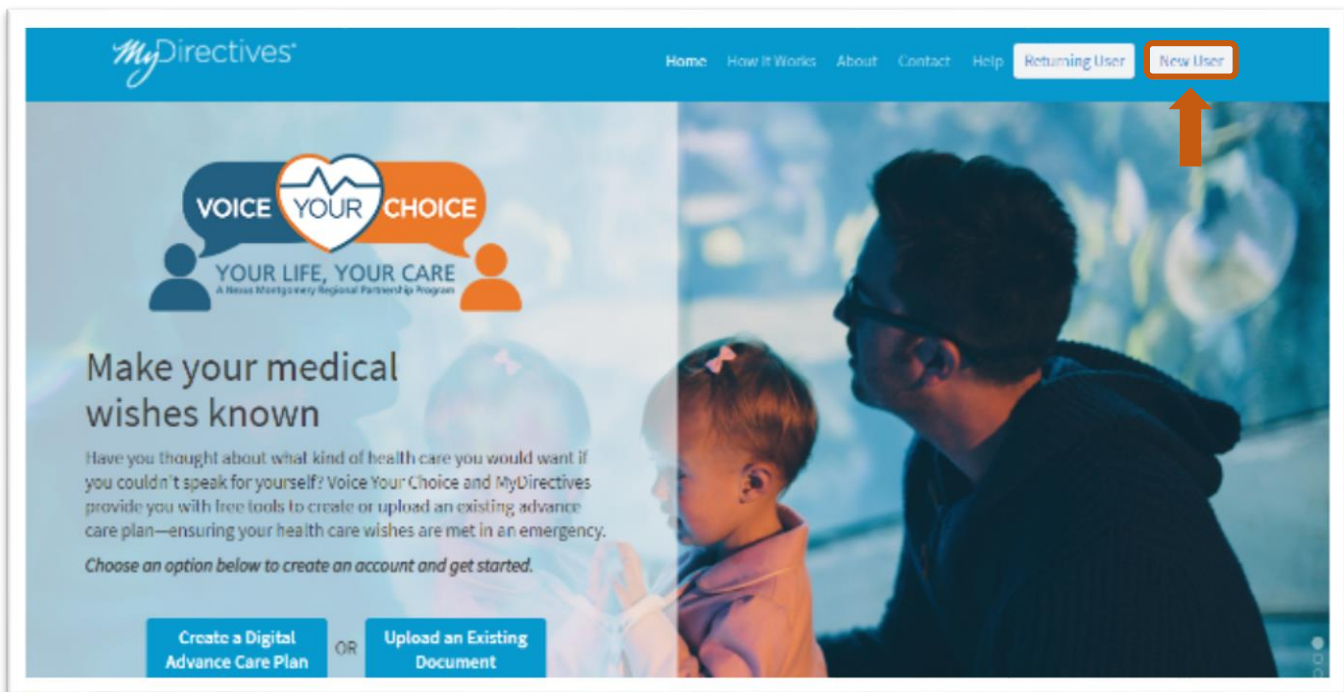 MyDirectives®
Home How It Works About Contact Help Returning User New User
VOICE YOUR CHOICE
YOUR LIFE, YOUR CARE
A Nexus Montgomery Regional Partnership Program
Make your medical
wishes known
Have you thought about what kind of health care you would want if
you couldn't speak for yourself? Voice Your Choice and MyDirectives
provide you with free tools to create or upload an existing advance
care plan—ensuring your health care wishes are met in an emergency.
Choose an option below to create an account and get started.
Create a Digital
Advance Care Plan
OR
Upload an Existing
Document